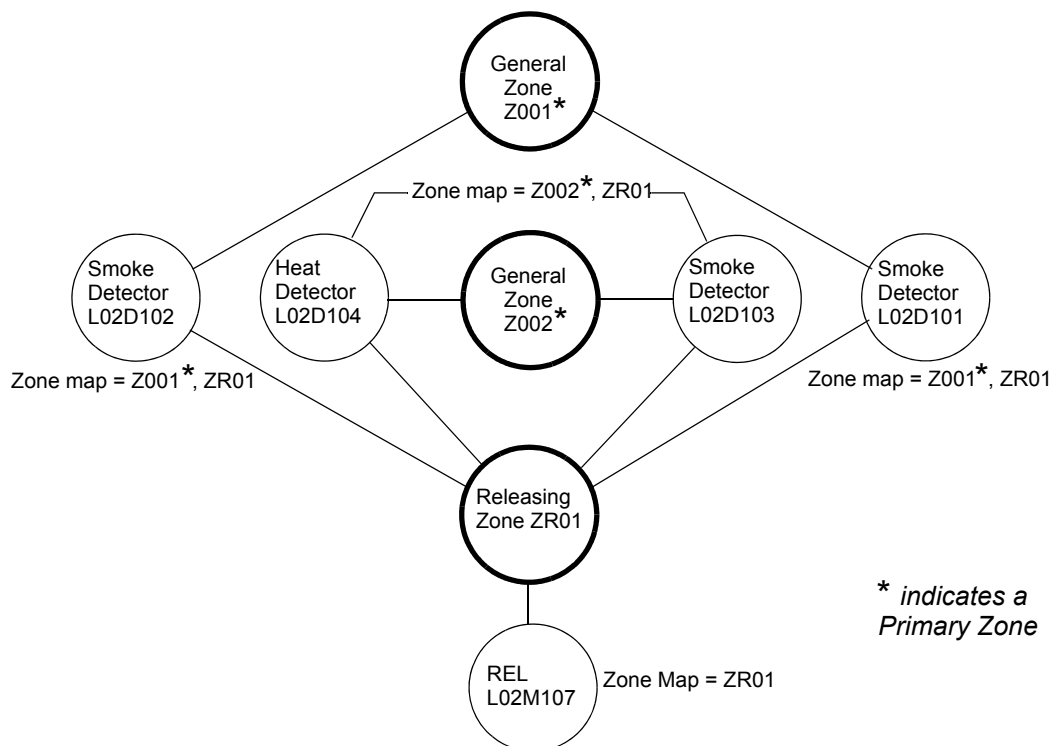 General
Zone
Z001*
Zone map = Z002*, ZR01
Smoke
Detector
L02D102
Heat
Detector
L02D104
General
Zone
Z002*
Smoke
Detector
L02D103
Smoke
Detector
L02D101
Zone map = Z001*, ZR01
Zone map = Z001*, ZR01
Releasing
Zone ZR01
* indicates a
Primary Zone
REL
L02M107
Zone Map = ZR01